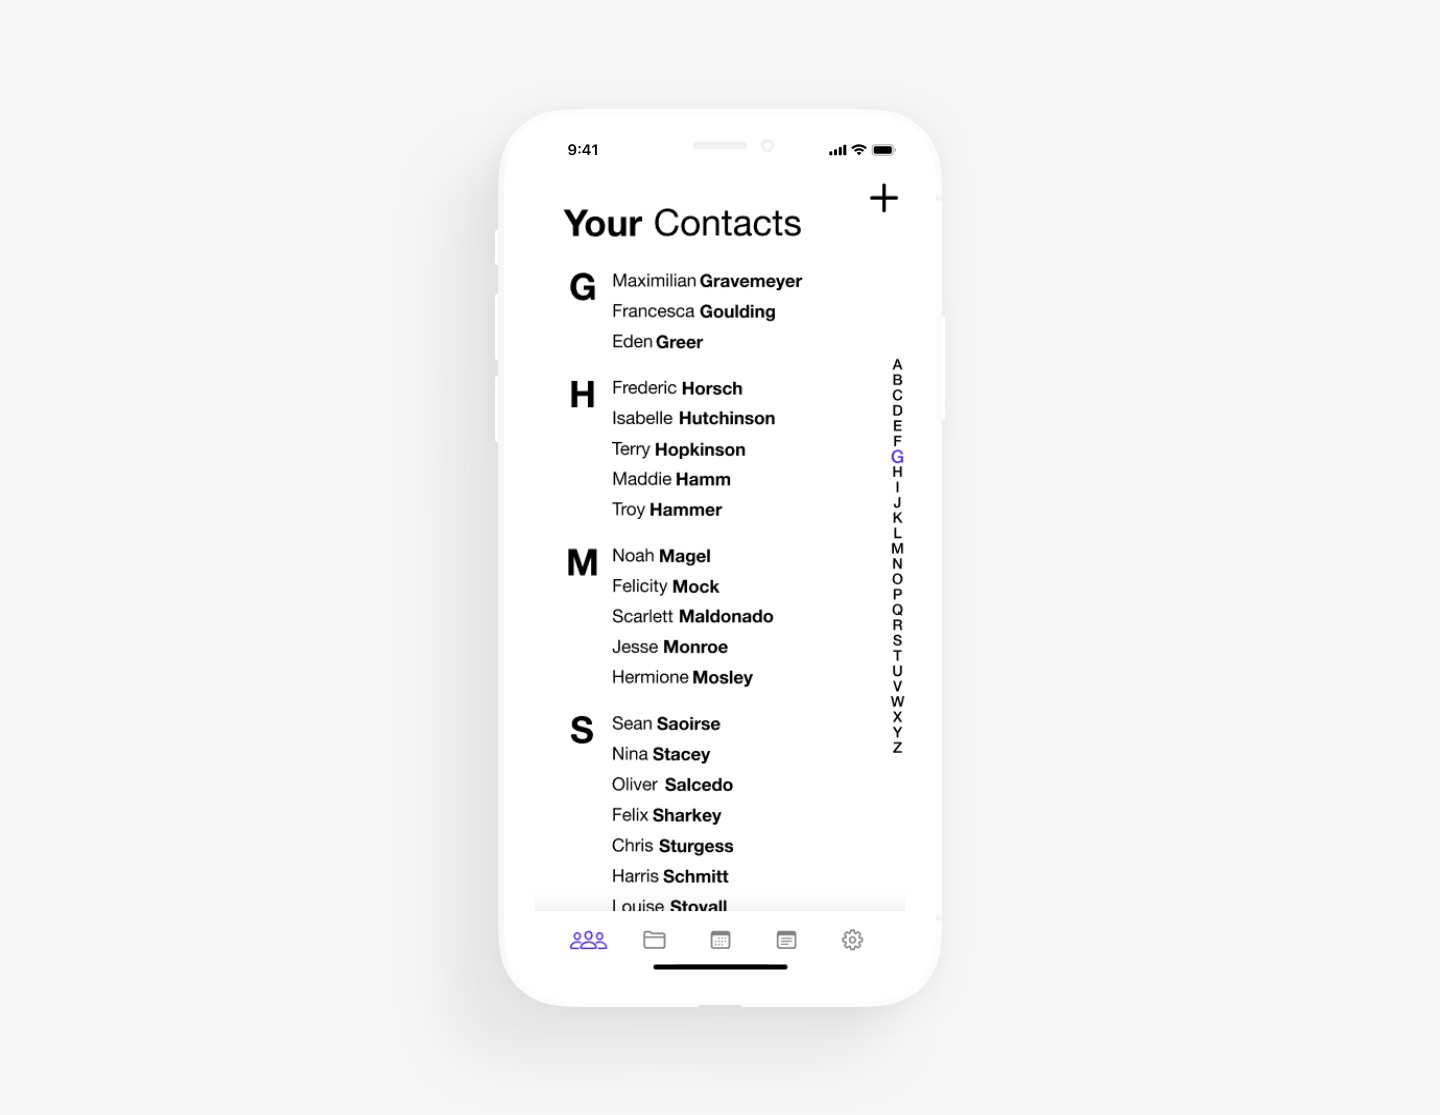 9:41
Your Contacts
G
Maximilian Gravemeyer
Francesca Goulding
Eden Greer
H
Frederic Horsch
Isabelle Hutchinson
Terry Hopkinson
Maddie Hamm
Troy Hammer
M
Noah Magel
Felicity Mock
Scarlett Maldonado
Jesse Monroe
Hermione Mosley
S
Sean Saoirse
Nina Stacey
Oliver Salcedo
Felix Sharkey
Chris Sturgess
Harris Schmitt
Louise Stovall
A
B
C
D
E
F
G
H
I
J
K
L
M
N
O
P
Q
R
S
T
U
V
W
X
Y
Z